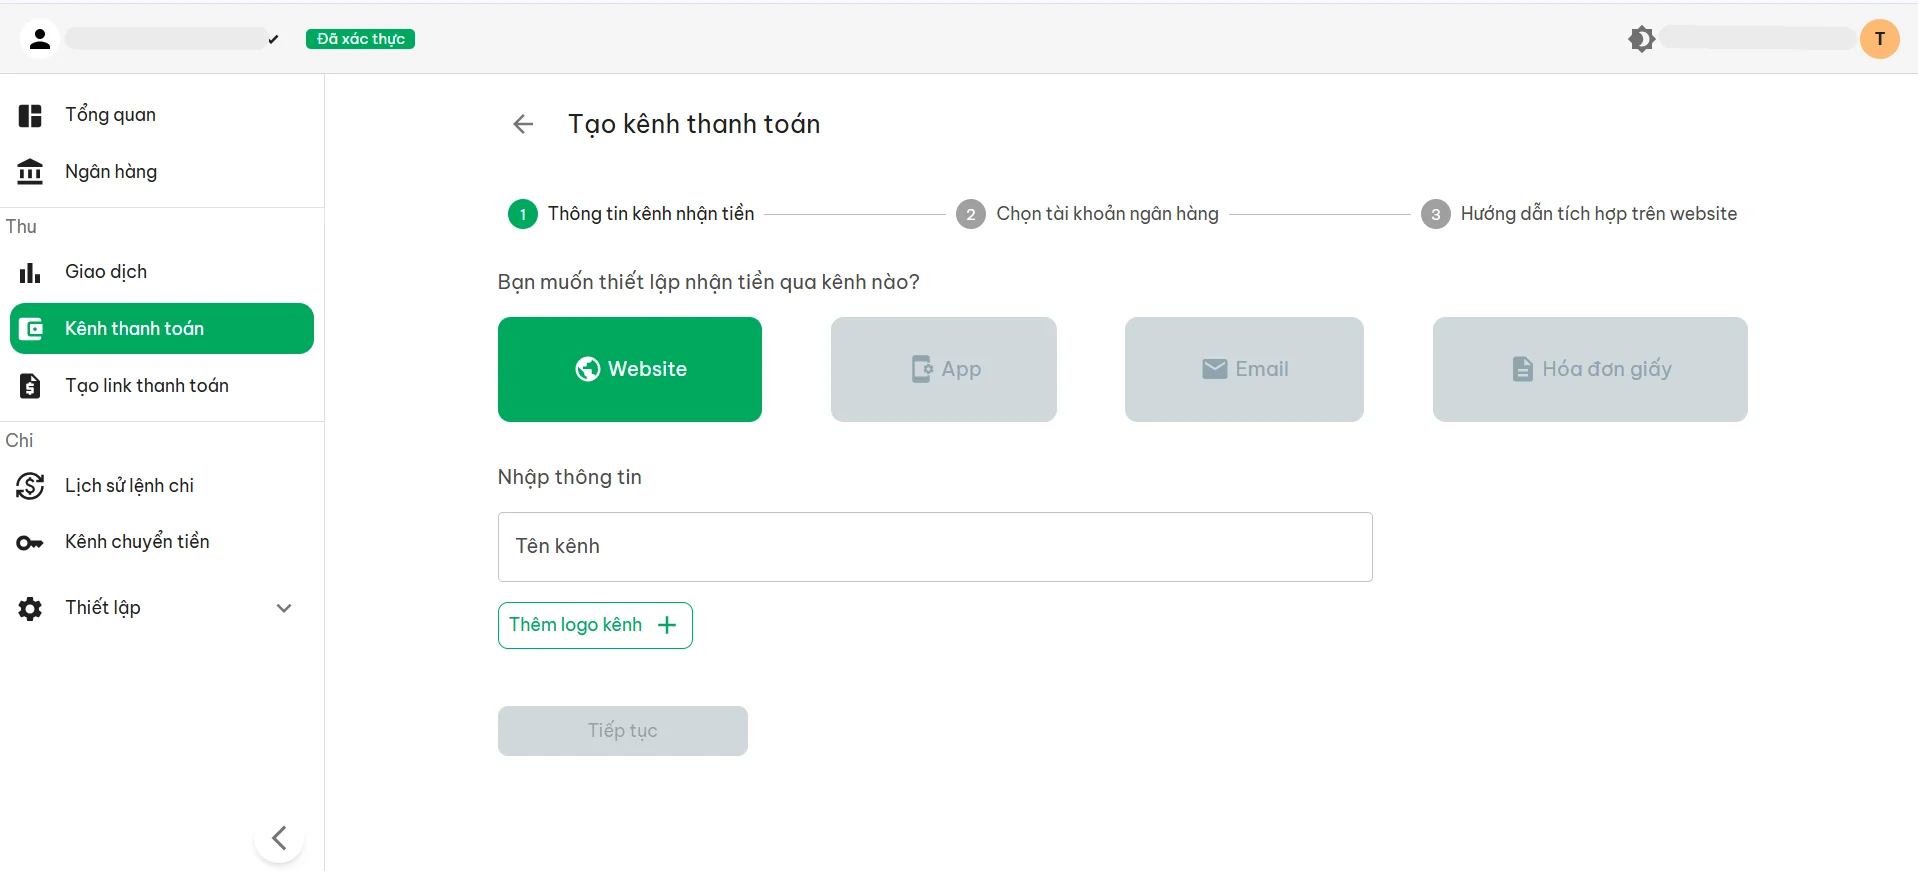 Đã xác thực
T
Tổng quan
Ngân hàng
Thu
Giao dịch
Kênh thanh toán
Tạo link thanh toán
Chi
Lịch sử lệnh chi
Kênh chuyển tiền
Thiết lập
Tạo kênh thanh toán
1 Thông tin kênh nhận tiền
2 Chọn tài khoản ngân hàng
3 Hướng dẫn tích hợp trên website
Bạn muốn thiết lập nhận tiền qua kênh nào?
Website
App
Email
Hóa đơn giấy
Nhập thông tin
Tên kênh
Thêm logo kênh
Tiếp tục